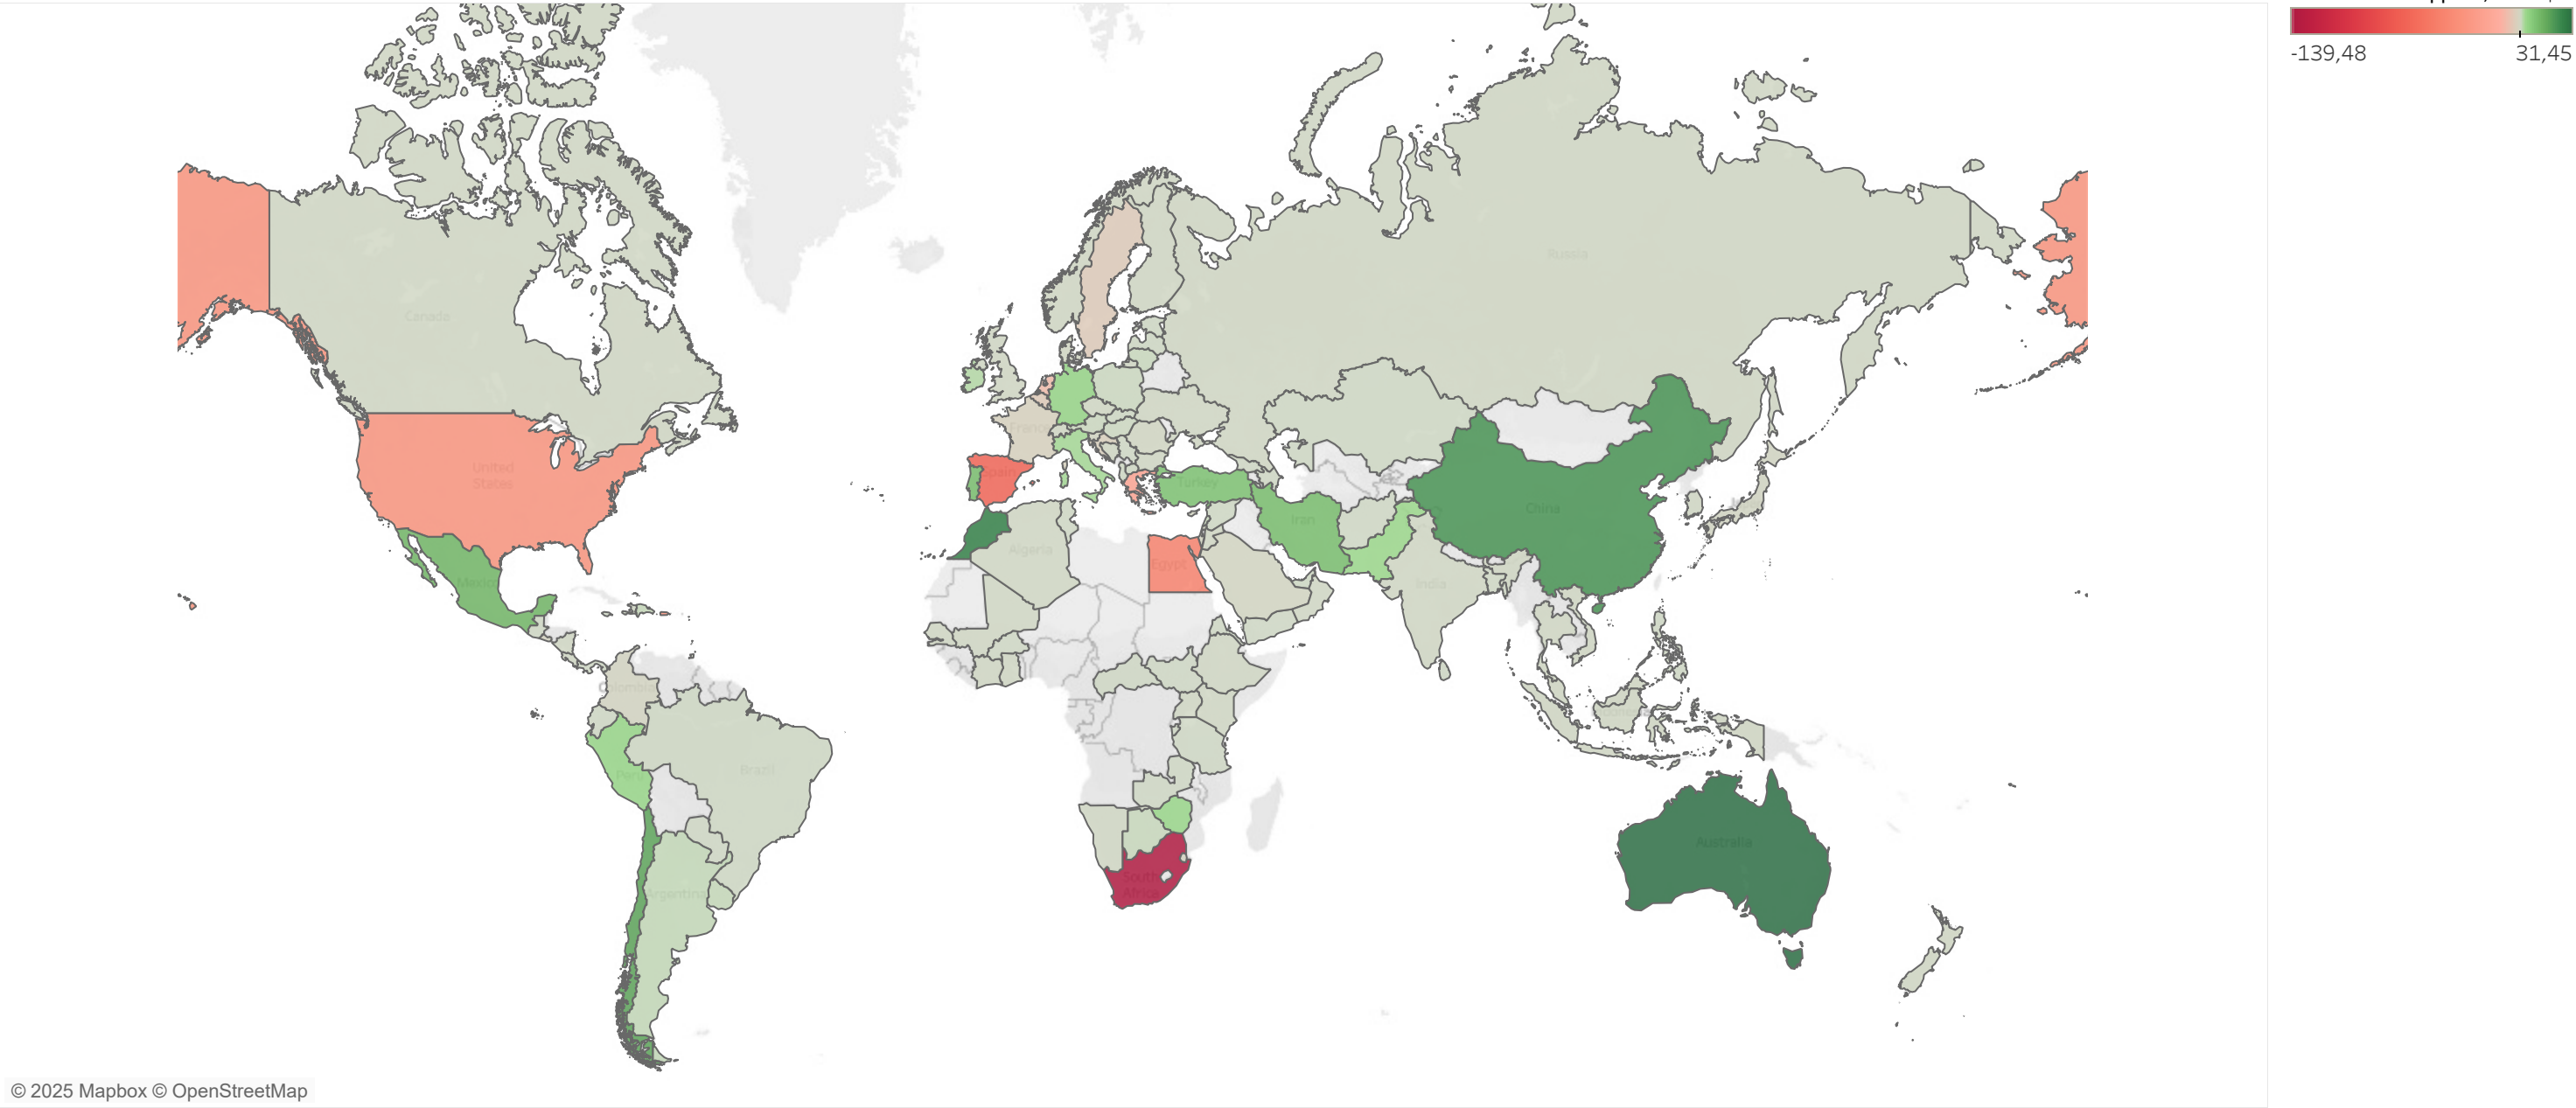 -139,48
31,45
Russia
Canada
France
United
States
Spain
Turkey
China
Iran
Algeria
Egypt
Mexico
India
Colombia
Peru
Brazil
Australia
South
Africa
Argentina
© 2025 Mapbox © OpenStreetMap